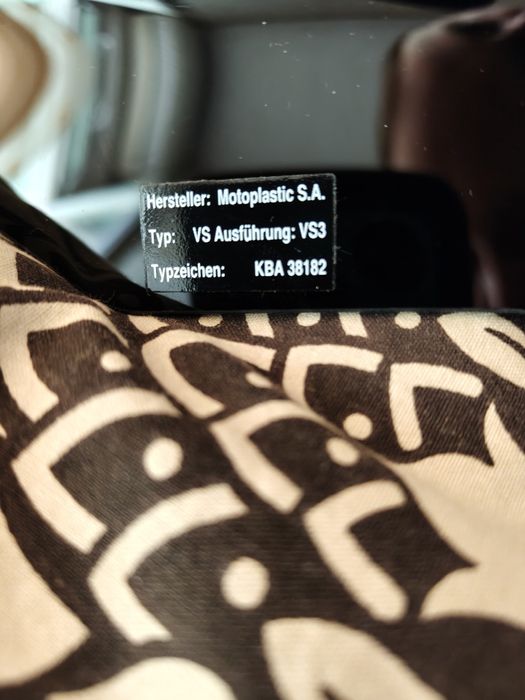 Hersteller: Motoplastic S.A.
Typ: VS Ausführung: VS3
Typzeichen: KBA 38182